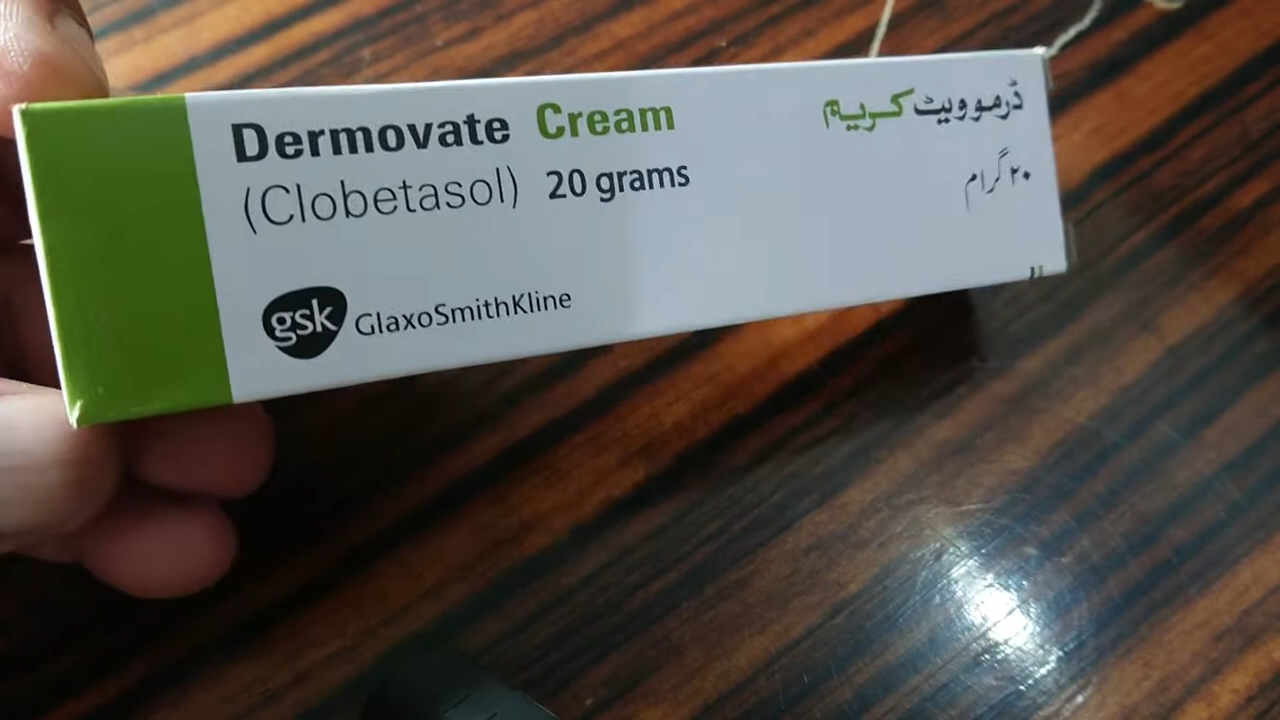 Dermovate Cream
(Clobetasol) 20 grams
ڈرموویٹ کریم
۲۰ گرام
gsk GlaxoSmithKline